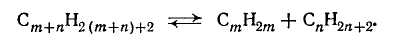 C_{m+n}H_{2(m+n)+2} ⇌ C_mH_{2m} + C_nH_{2n+2}.